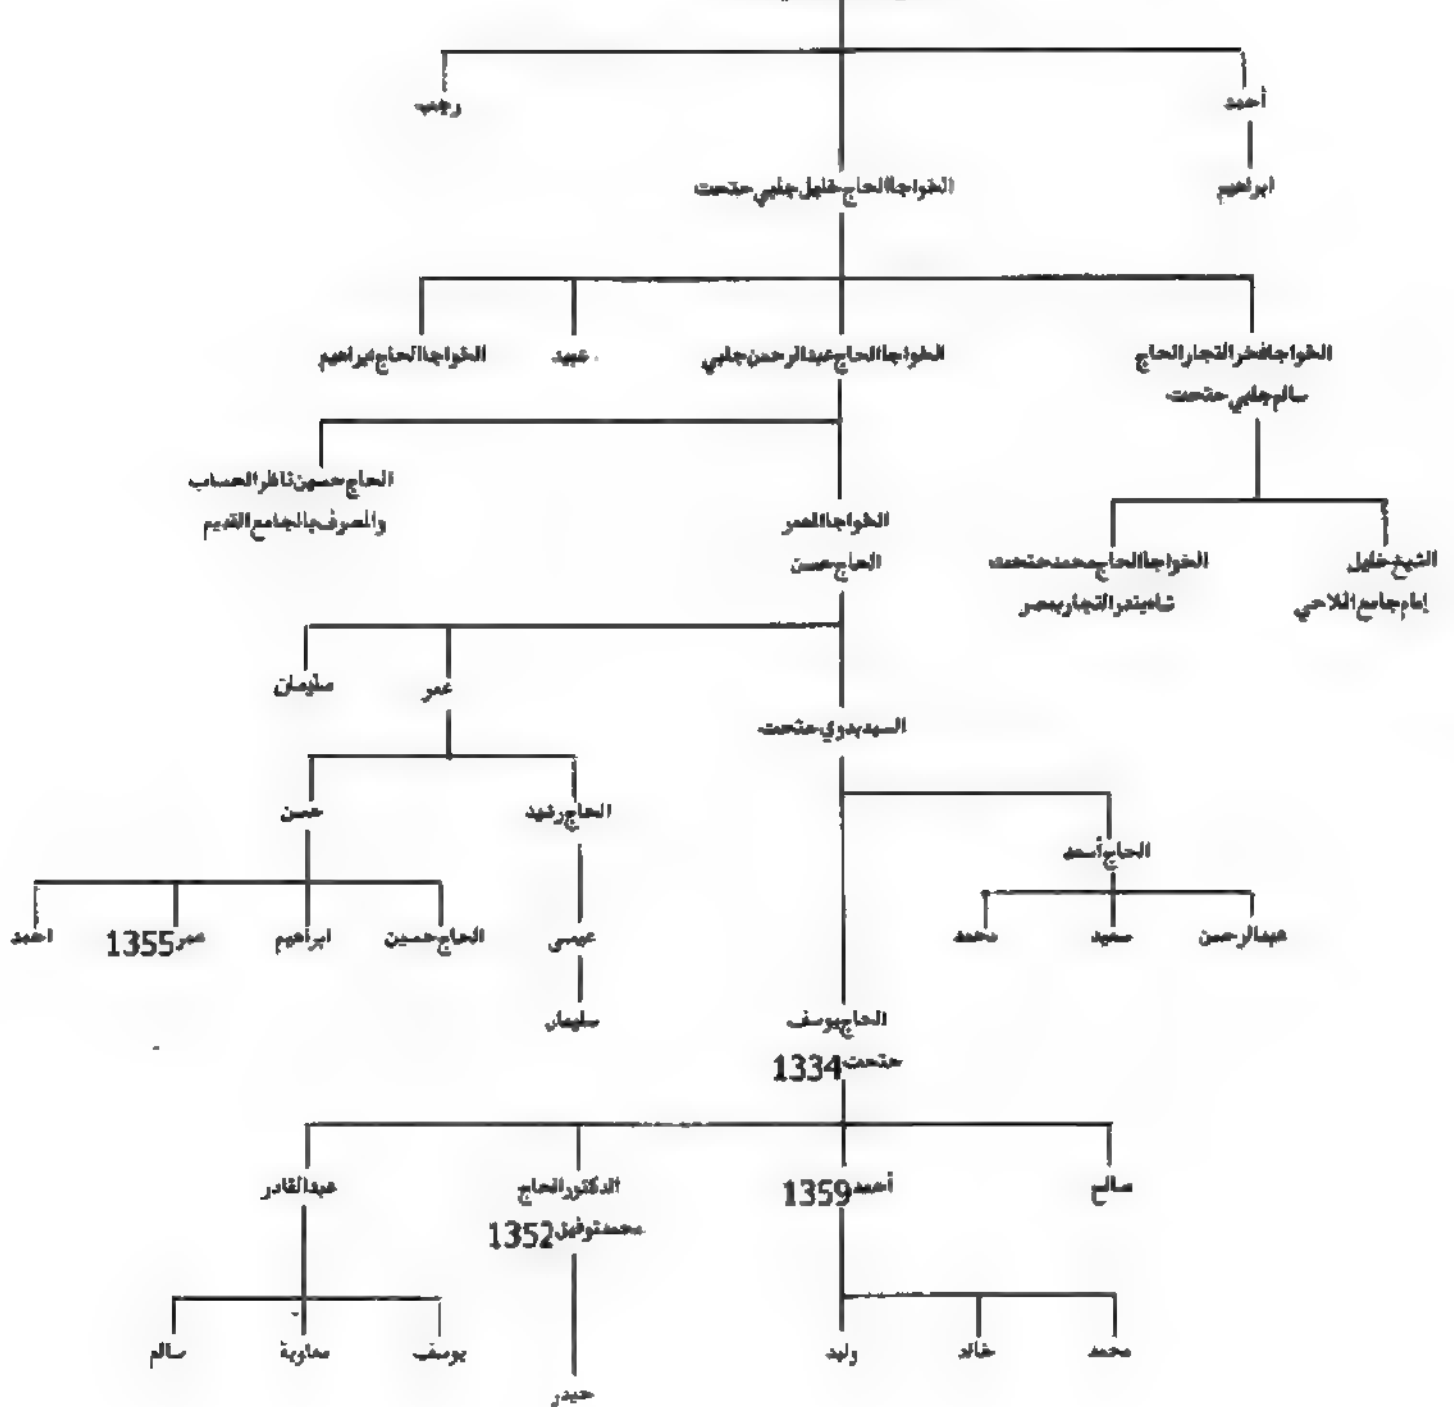 أحمد
رجب
ابراهيم
الخواجا الحاج خليل جلبي حتحت
الخواجا فخر التجار الحاج
سالم جلبي حتحت
الخواجا الحاج عبدالرحمن جلبي
عبيد
الخواجا الحاج ابراهيم
الحاج حسين ناظر الحساب
والمصرف بالجامع القديم
الخواجا المعمر
الحاج حسن
الشيخ خليل
إمام جامع الملاحي
الخواجا الحاج محمد حتحت
شاهبندر التجار بمصر
عمر
سليمان
السيد بدوي حتحت
الحاج رشيد
حسن
الحاج أسعد
عبدالرحمن
سعيد
محمد
عيسى
الحاج حسين
ابراهيم
عمر 1355
احمد
سليمان
الحاج يوسف
حتحت 1334
صالح
أحمد 1359
الدكتور الحاج
محمد توفيق 1352
عبدالقادر
محمد
خالد
وليد
يوسف
معاوية
سالم
حيدر